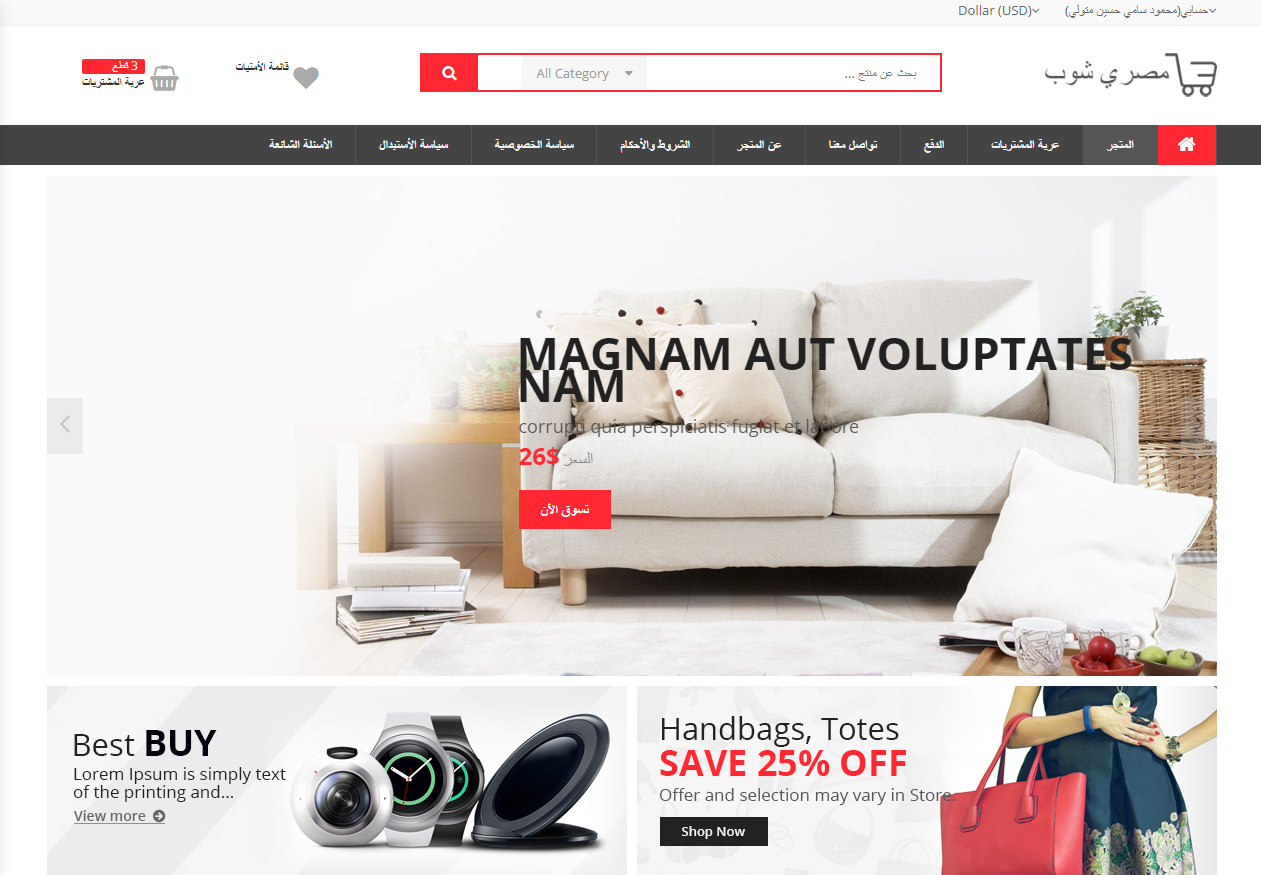 حسابي(محمود سامي حسين متولي)
Dollar (USD)
مصري شوب
بحث عن منتج ...
All Category
قائمة الأمنيات
3 قطع
عربة المشتريات
المتجر
عربة المشتريات
الدفع
تواصل معنا
عن المتجر
الشروط والأحكام
سياسة الخصوصية
سياسة الأستبدال
الأسئلة الشائعة
MAGNAM AUT VOLUPTATES
NAM
corrupti quia perspiciatis fugiat et labore
السعر 26$
تسوق الأن
Best BUY
Lorem Ipsum is simply text
of the printing and...
View more
Handbags, Totes
SAVE 25% OFF
Offer and selection may vary in Store.
Shop Now